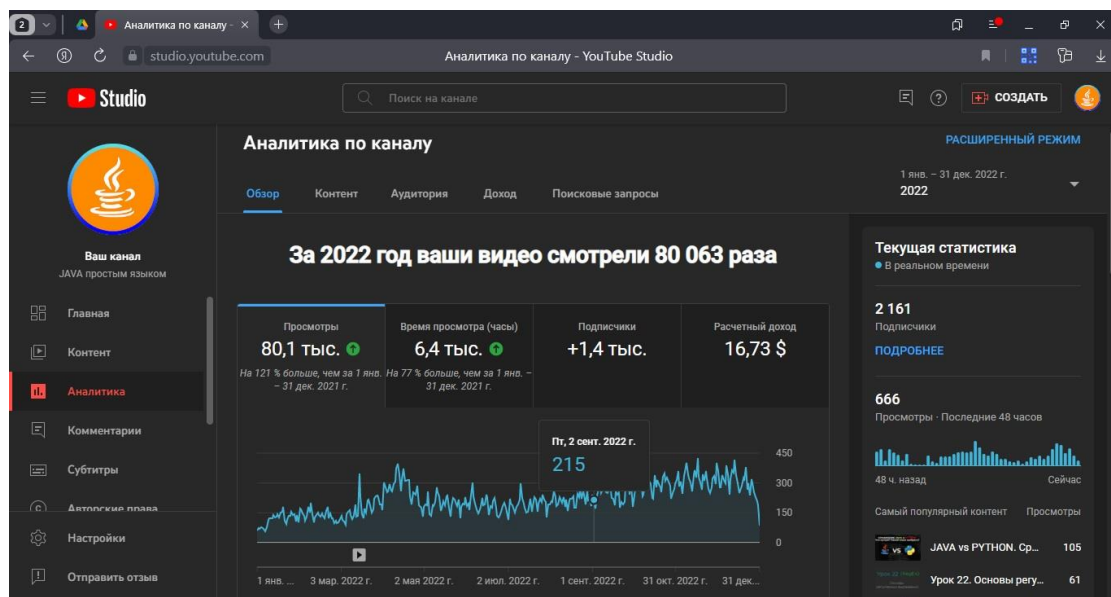 2
Аналитика по каналу -
studio.youtube.com
Аналитика по каналу - YouTube Studio
Studio
Поиск на канале
СОЗДАТЬ
Ваш канал
JAVA простым языком
Главная
Контент
Аналитика
Комментарии
Субтитры
Авторские права
Настройки
Отправить отзыв
Аналитика по каналу
РАСШИРЕННЫЙ РЕЖИМ
Обзор Контент Аудитория Доход Поисковые запросы
1 янв. – 31 дек. 2022 г.
2022
За 2022 год ваши видео смотрели 80 063 раза
Просмотры
80,1 тыс.
На 121 % больше, чем за 1 янв.
– 31 дек. 2021 г.
Время просмотра (часы)
6,4 тыс.
На 77 % больше, чем за 1 янв. –
31 дек. 2021 г.
Подписчики
+1,4 тыс.
Расчетный доход
16,73 $
Пт, 2 сент. 2022 г.
215
450
300
150
0
1 янв. ... 3 мар. 2022 г. 2 мая 2022 г. 2 июл. 2022 г. 1 сент. 2022 г. 31 окт. 2022 г. 31 дек...
Текущая статистика
В реальном времени
2 161
Подписчики
ПОДРОБНЕЕ
666
Просмотры · Последние 48 часов
48 ч. назад Сейчас
Самый популярный контент Просмотры
JAVA vs PYTHON. Ср... 105
Урок 22. Основы регу... 61